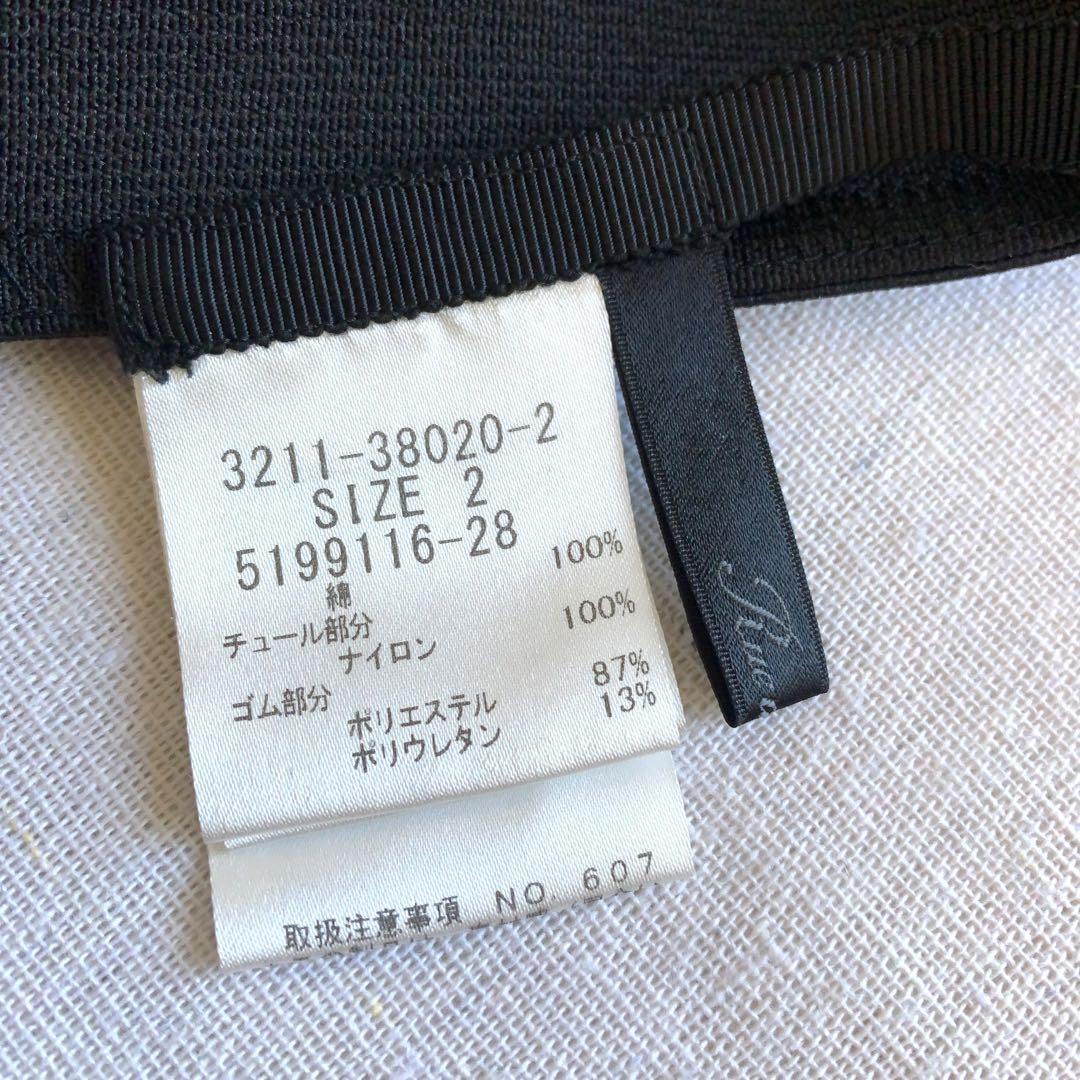 3211-38020-2
SIZE 2
5199116-28
綿 100%
チュール部分
ナイロン 100%
ゴム部分
ポリエステル 87%
ポリウレタン 13%
取扱注意事項 NO 607
Rue